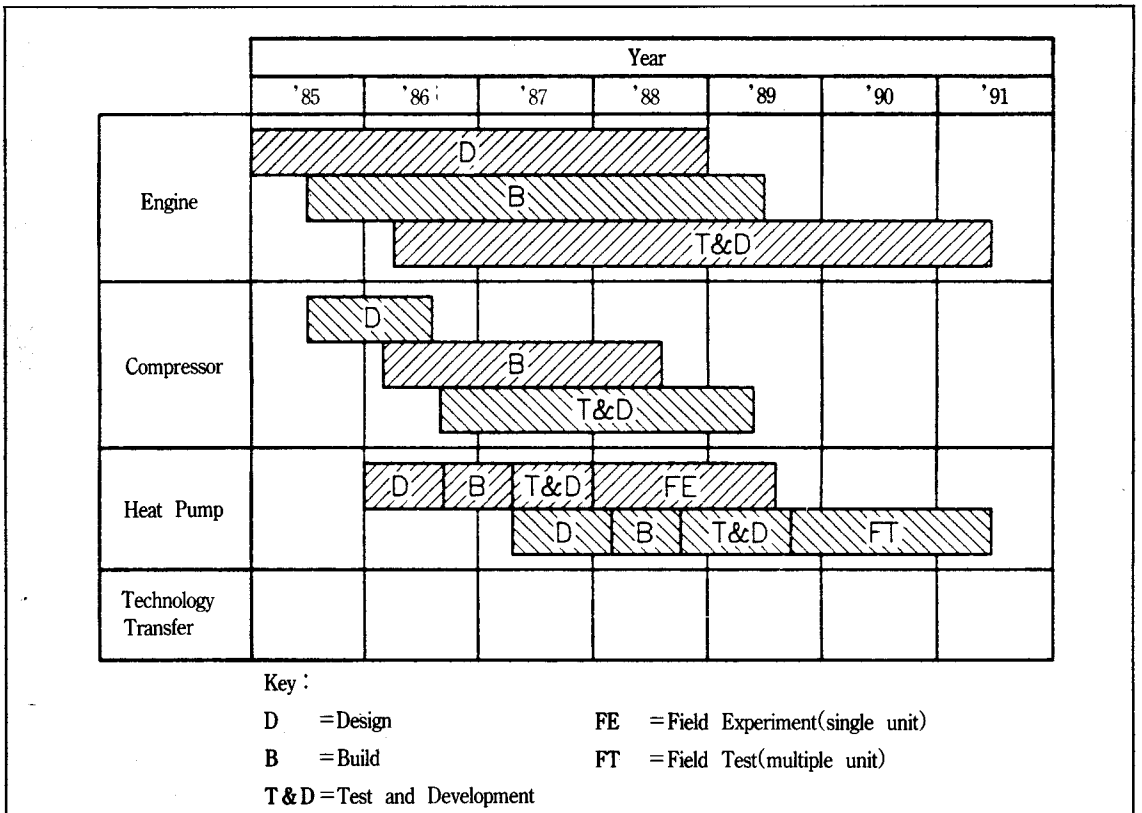 Year
'85 '86 '87 '88 '89 '90 '91
Engine
D
B
T&D
Compressor
D
B
T&D
Heat Pump
D B T&D FE
D B T&D FT
Technology
Transfer
Key :
D =Design FE =Field Experiment(single unit)
B =Build FT =Field Test(multiple unit)
T&D=Test and Development